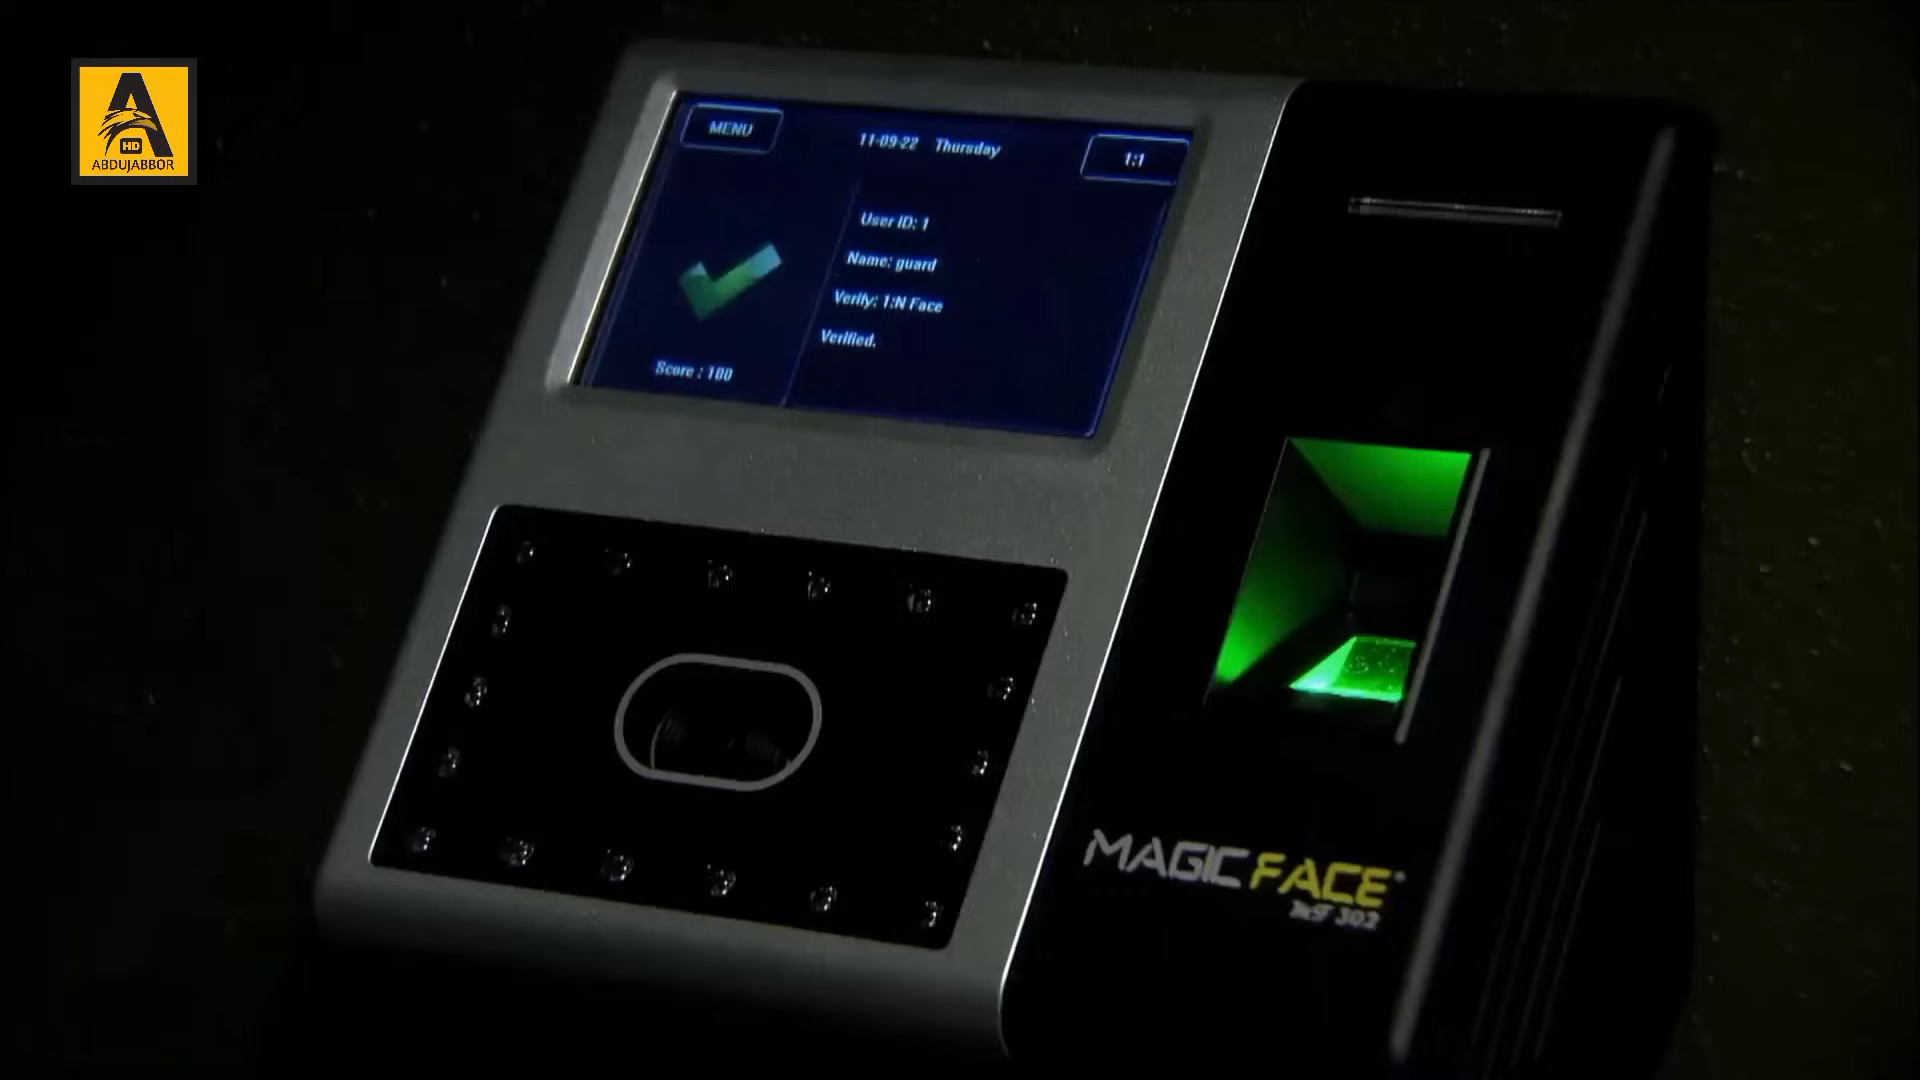 A
HD
ABDUJABBOR
MENU
11-09-22 Thursday
1:1
User ID: 1
Name: guard
Verify: 1:N Face
Verified.
Score : 100
MAGIC FACE
302